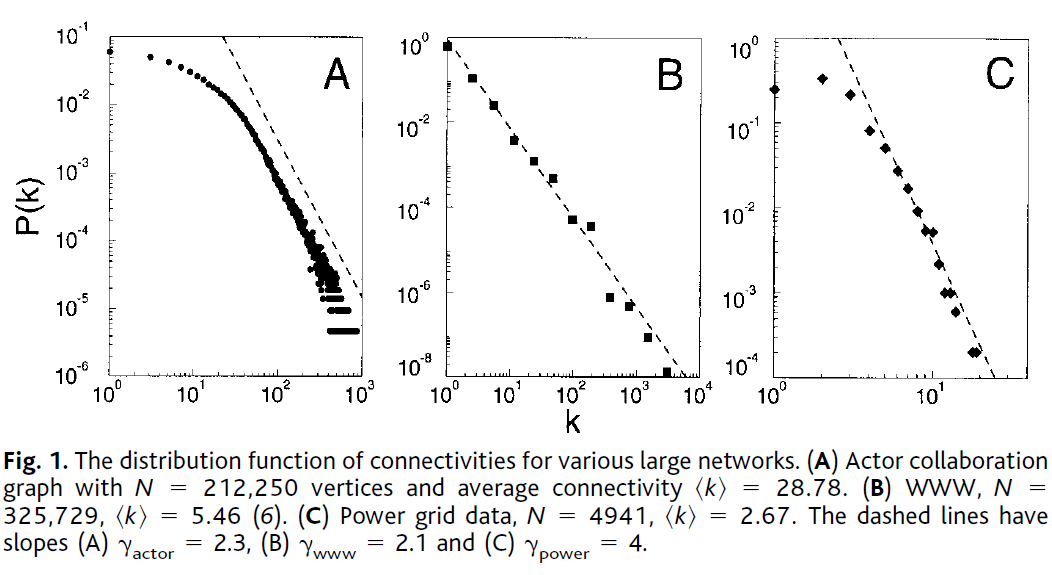 A
B
C
P(k)
10^-1
10^-2
10^-3
10^-4
10^-5
10^-6
10^0 10^1 10^2 10^3
10^0
10^-2
10^-4
10^-6
10^-8
10^0 10^1 10^2 10^3 10^4
k
10^0
10^-1
10^-2
10^-3
10^-4
10^0 10^1
Fig. 1. The distribution function of connectivities for various large networks. (A) Actor collaboration
graph with N = 212,250 vertices and average connectivity ⟨k⟩ = 28.78. (B) WWW, N =
325,729, ⟨k⟩ = 5.46 (6). (C) Power grid data, N = 4941, ⟨k⟩ = 2.67. The dashed lines have
slopes (A) γ_actor = 2.3, (B) γ_www = 2.1 and (C) γ_power = 4.